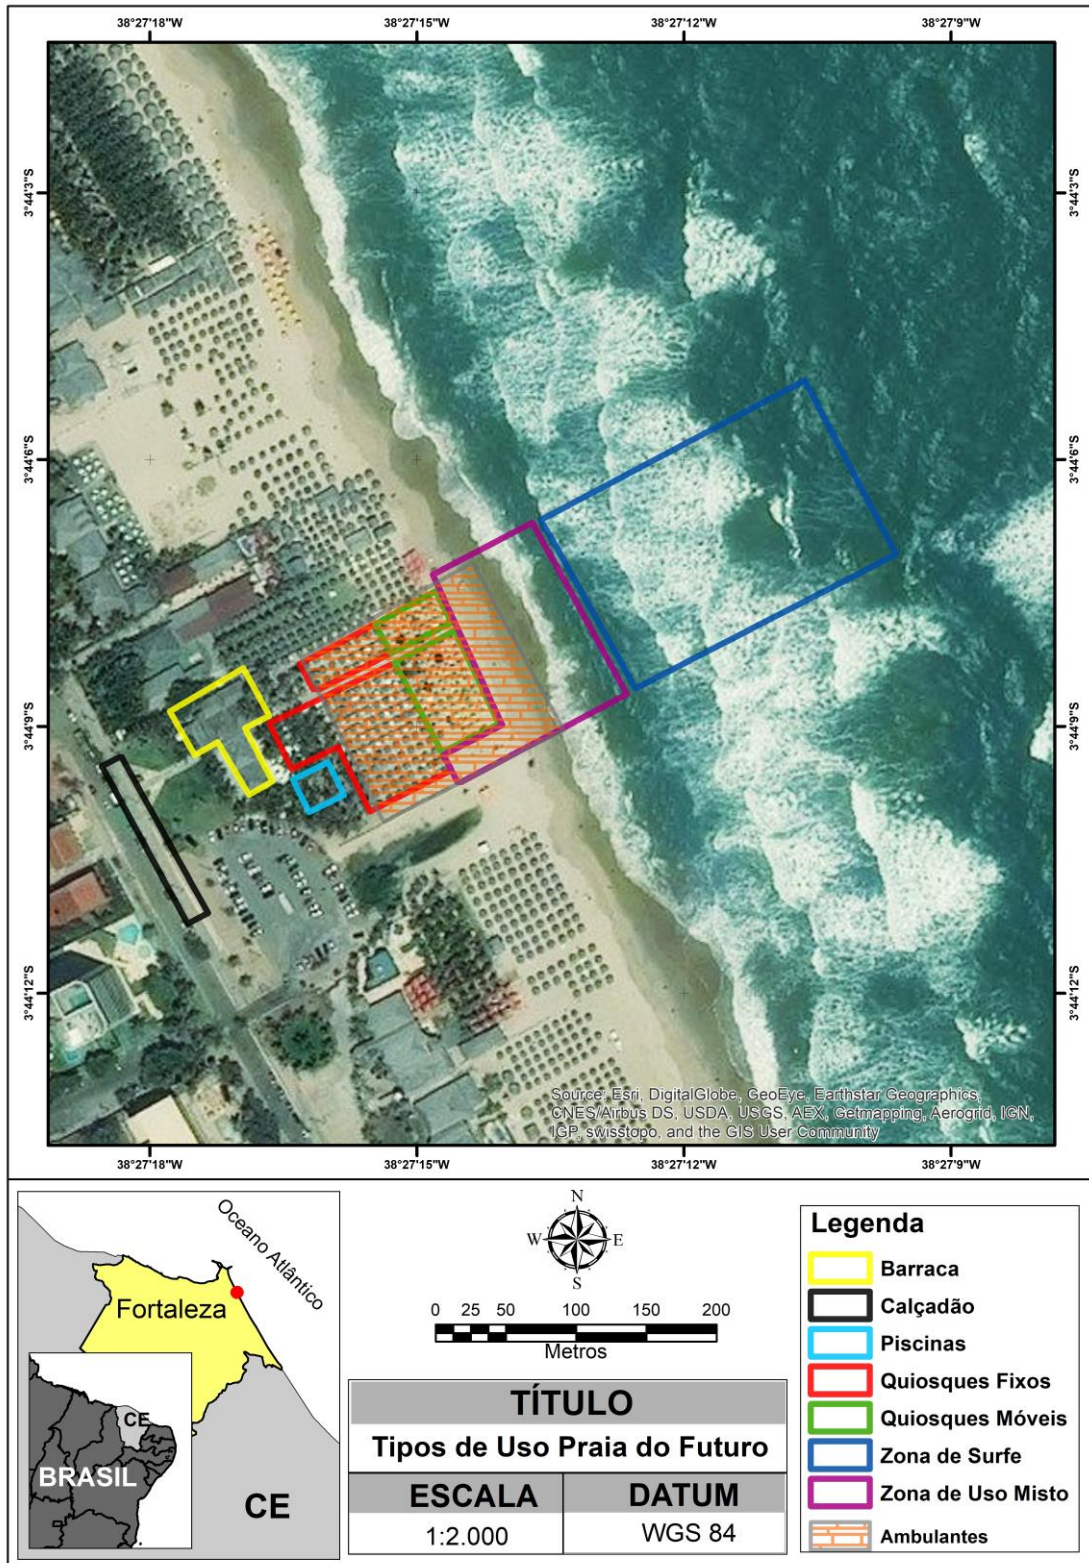 38°27'18"W
38°27'15"W
38°27'12"W
38°27'9"W
3°44'3"S
3°44'3"S
3°44'6"S
3°44'6"S
3°44'9"S
3°44'9"S
3°44'12"S
3°44'12"S
Source: Esri, DigitalGlobe, GeoEye, Earthstar Geographics,
CNES/Airbus DS, USDA, USGS, AEX, Getmapping, Aerogrid, IGN,
IGP, swisstopo, and the GIS User Community
38°27'18"W
38°27'15"W
38°27'12"W
38°27'9"W
Oceano Atlântico
Fortaleza
CE
BRASIL
CE
N
W
E
S
0 25 50 100 150 200
Metros
TÍTULO
Tipos de Uso Praia do Futuro
ESCALA
DATUM
1:2.000
WGS 84
Legenda
Barraca
Calçadão
Piscinas
Quiosques Fixos
Quiosques Móveis
Zona de Surfe
Zona de Uso Misto
Ambulantes